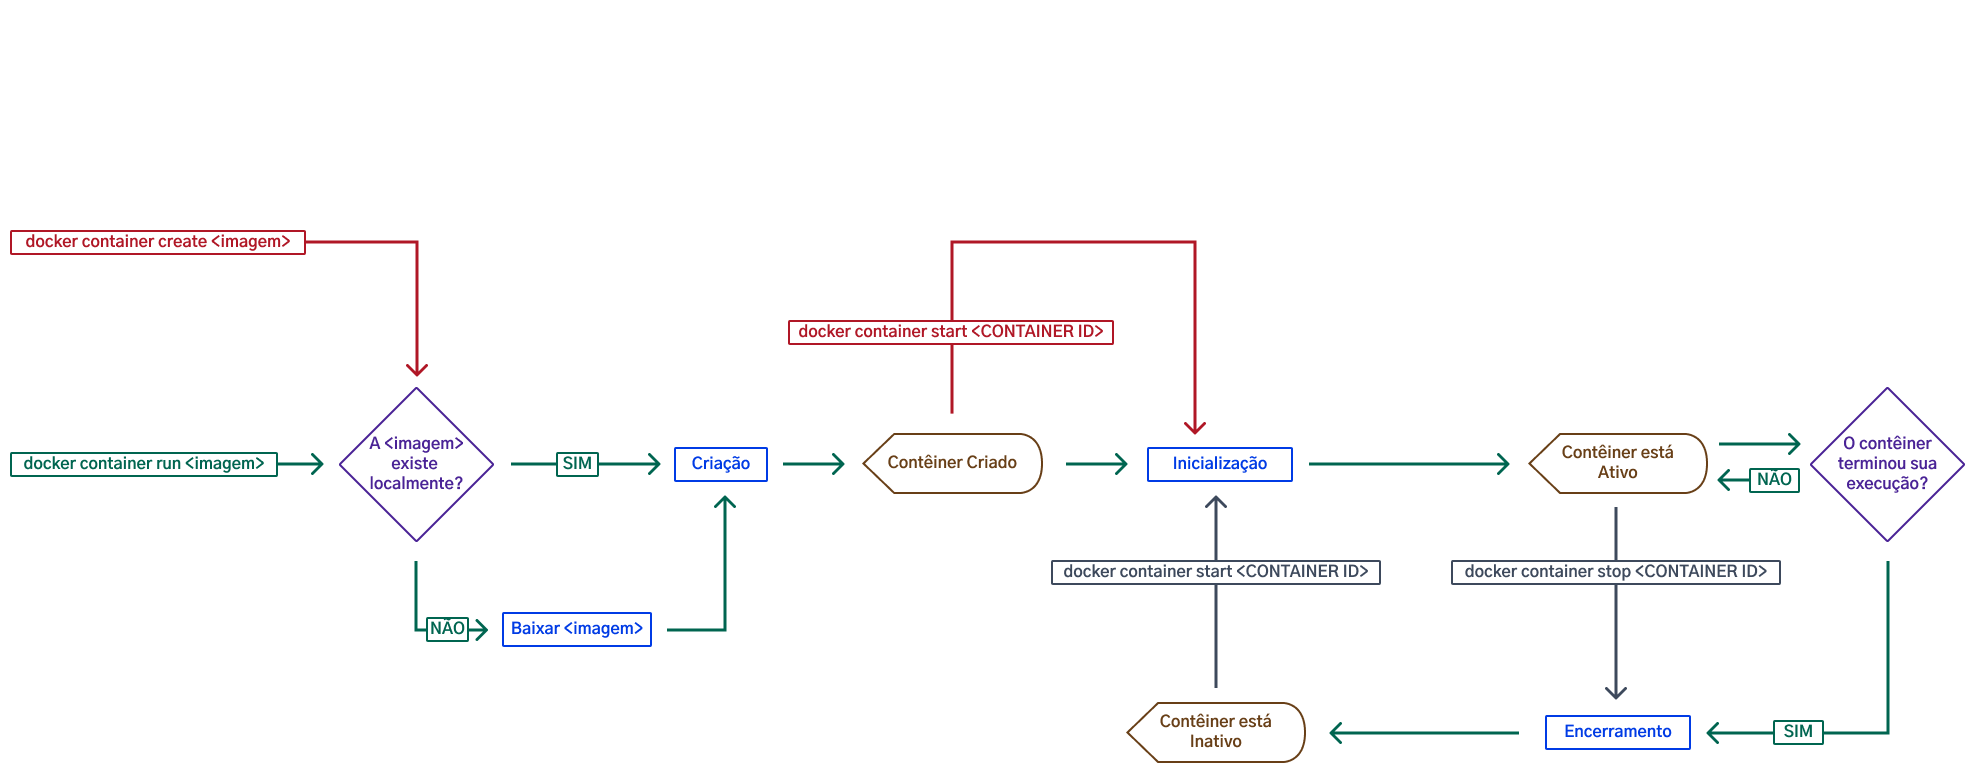 docker container create <imagem>
docker container start <CONTAINER ID>
docker container run <imagem>
A <imagem>
existe
localmente?
SIM
Criação
Contêiner Criado
Inicialização
Contêiner está
Ativo
NÃO
O contêiner
terminou sua
execução?
docker container start <CONTAINER ID>
docker container stop <CONTAINER ID>
NÃO
Baixar <imagem>
Contêiner está
Inativo
Encerramento
SIM